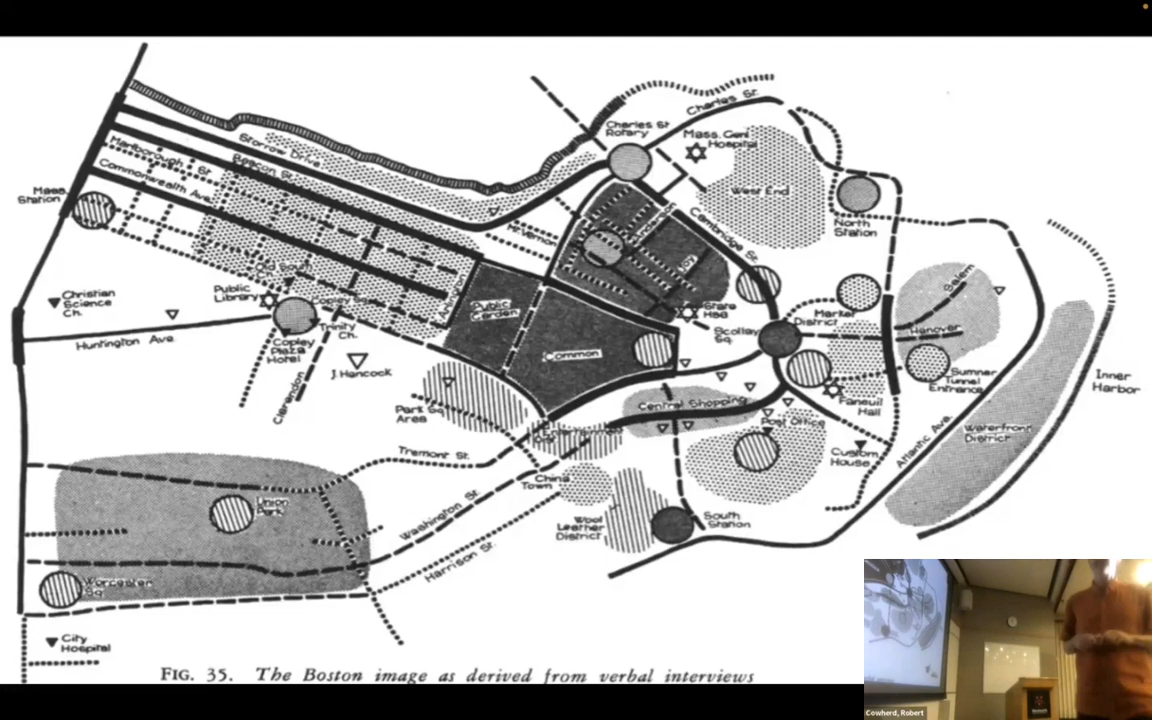 Charles St.
Charles St
Rotary
Mass. Genl
Hospital
Storrow Drive
Beacon St.
Marlborough St.
Commonwealth Ave.
Mass.
Station
West End
North
Station
Cambridge St.
Joy
State
Hse
Scollay
Sq.
Market
District
Salem
Hanover
Sumner
Tunnel
Entrance
Faneuil
Hall
Inner
Harbor
Waterfront
District
Atlantic Ave.
Custom
House
Post Office
Central Shopping
Public
Garden
Common
Christian
Science
Ch.
Public
Library
Copley
Plaza
Hotel
Trinity
Ch.
Huntington Ave.
Clarendon
J. Hancock
Park Sq.
Area
Tremont St.
China
Town
Washington St.
Harrison St.
Wool
Leather
District
South
Station
Union
Park
Worcester
Sq.
City
Hospital
FIG. 35. The Boston image as derived from verbal interviews
Cowherd, Robert